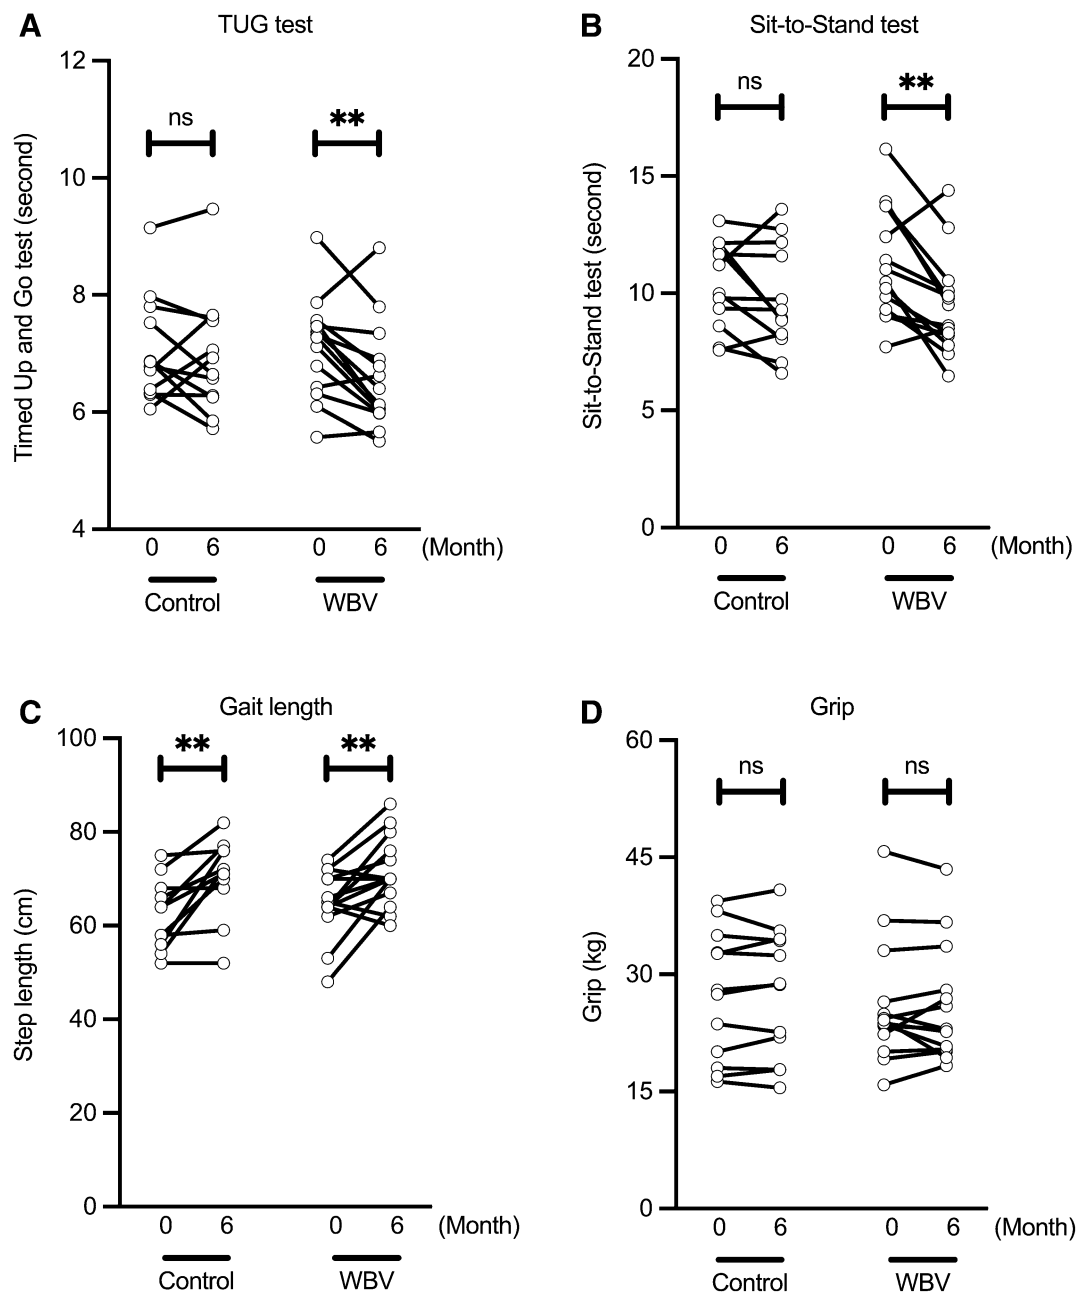 A
TUG test
Timed Up and Go test (second)
12
10
8
6
4
ns
**
0 6 0 6 (Month)
Control WBV
B
Sit-to-Stand test
Sit-to-Stand test (second)
20
15
10
5
0
ns
**
0 6 0 6 (Month)
Control WBV
C
Gait length
Step length (cm)
100
80
60
40
20
0
**
**
0 6 0 6 (Month)
Control WBV
D
Grip
Grip (kg)
60
45
30
15
0
ns
ns
0 6 0 6 (Month)
Control WBV